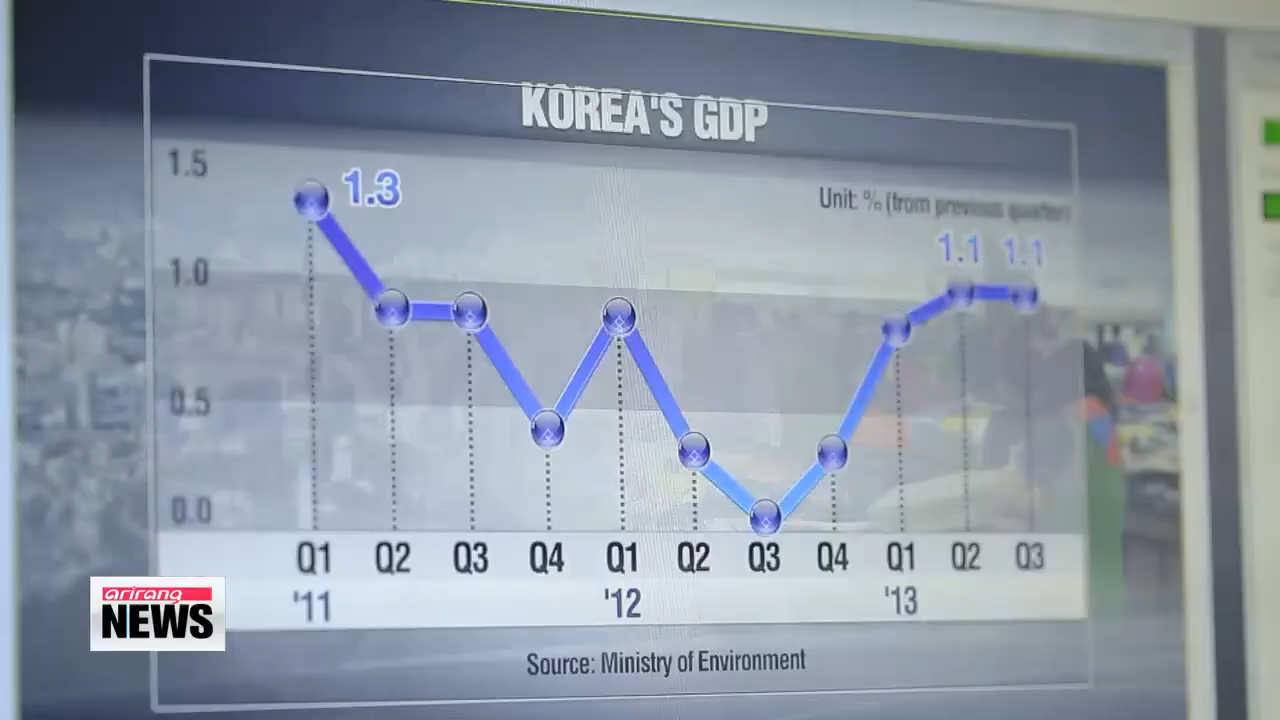 KOREA'S GDP
1.5
1.3
Unit: % (from previous quarter)
1.1 1.1
1.0
0.5
0.0
Q1 Q2 Q3 Q4 Q1 Q2 Q3 Q4 Q1 Q2 Q3
'11 '12 '13
arirang
NEWS
Source: Ministry of Environment